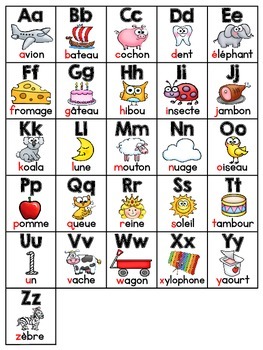 Aa Bb Cc Dd Ee
avion bateau cochon dent éléphant
Ff Gg Hh Ii Jj
fromage gâteau hibou insecte jambon
Kk Ll Mm Nn Oo
koala lune mouton nuage oiseau
Pp Qq Rr Ss Tt
pomme queue reine soleil tambour
Uu Vv Ww Xx Yy
1
un vache wagon xylophone yaourt
Zz
zèbre